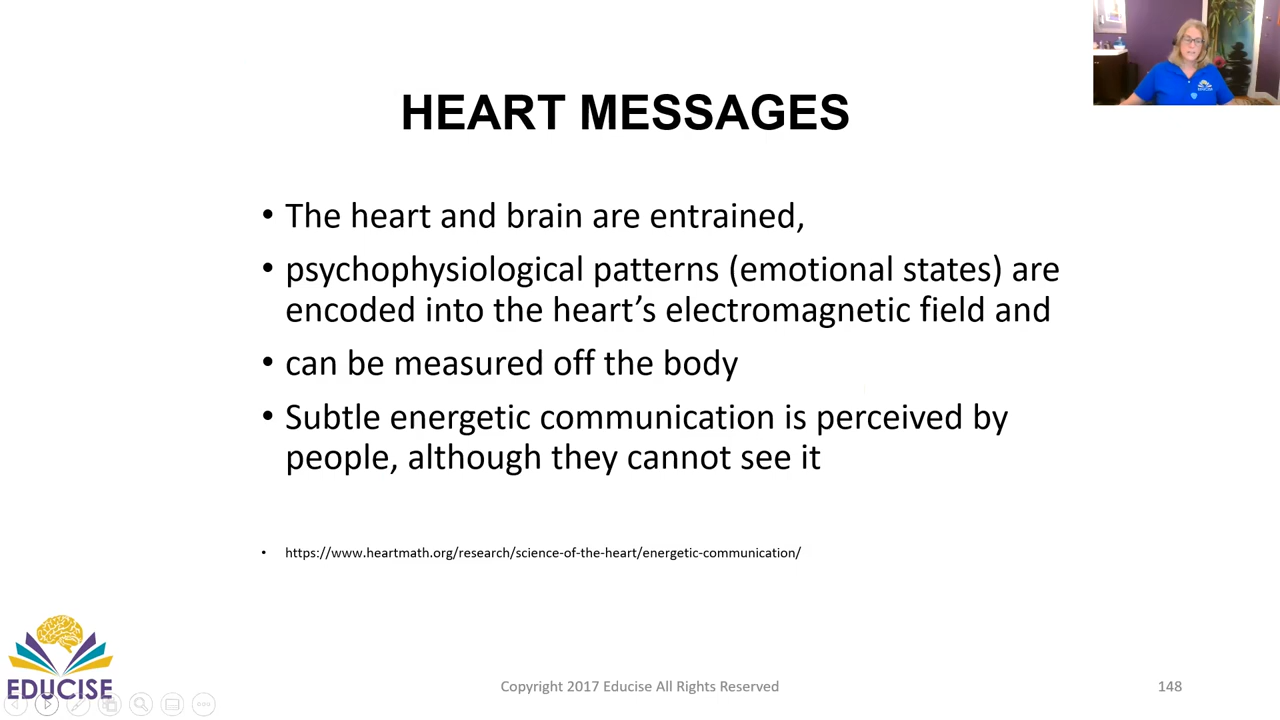 HEART MESSAGES
• The heart and brain are entrained,
• psychophysiological patterns (emotional states) are
encoded into the heart’s electromagnetic field and
• can be measured off the body
• Subtle energetic communication is perceived by
people, although they cannot see it
• https://www.heartmath.org/research/science-of-the-heart/energetic-communication/
EDUCISE
Copyright 2017 Educise All Rights Reserved
148